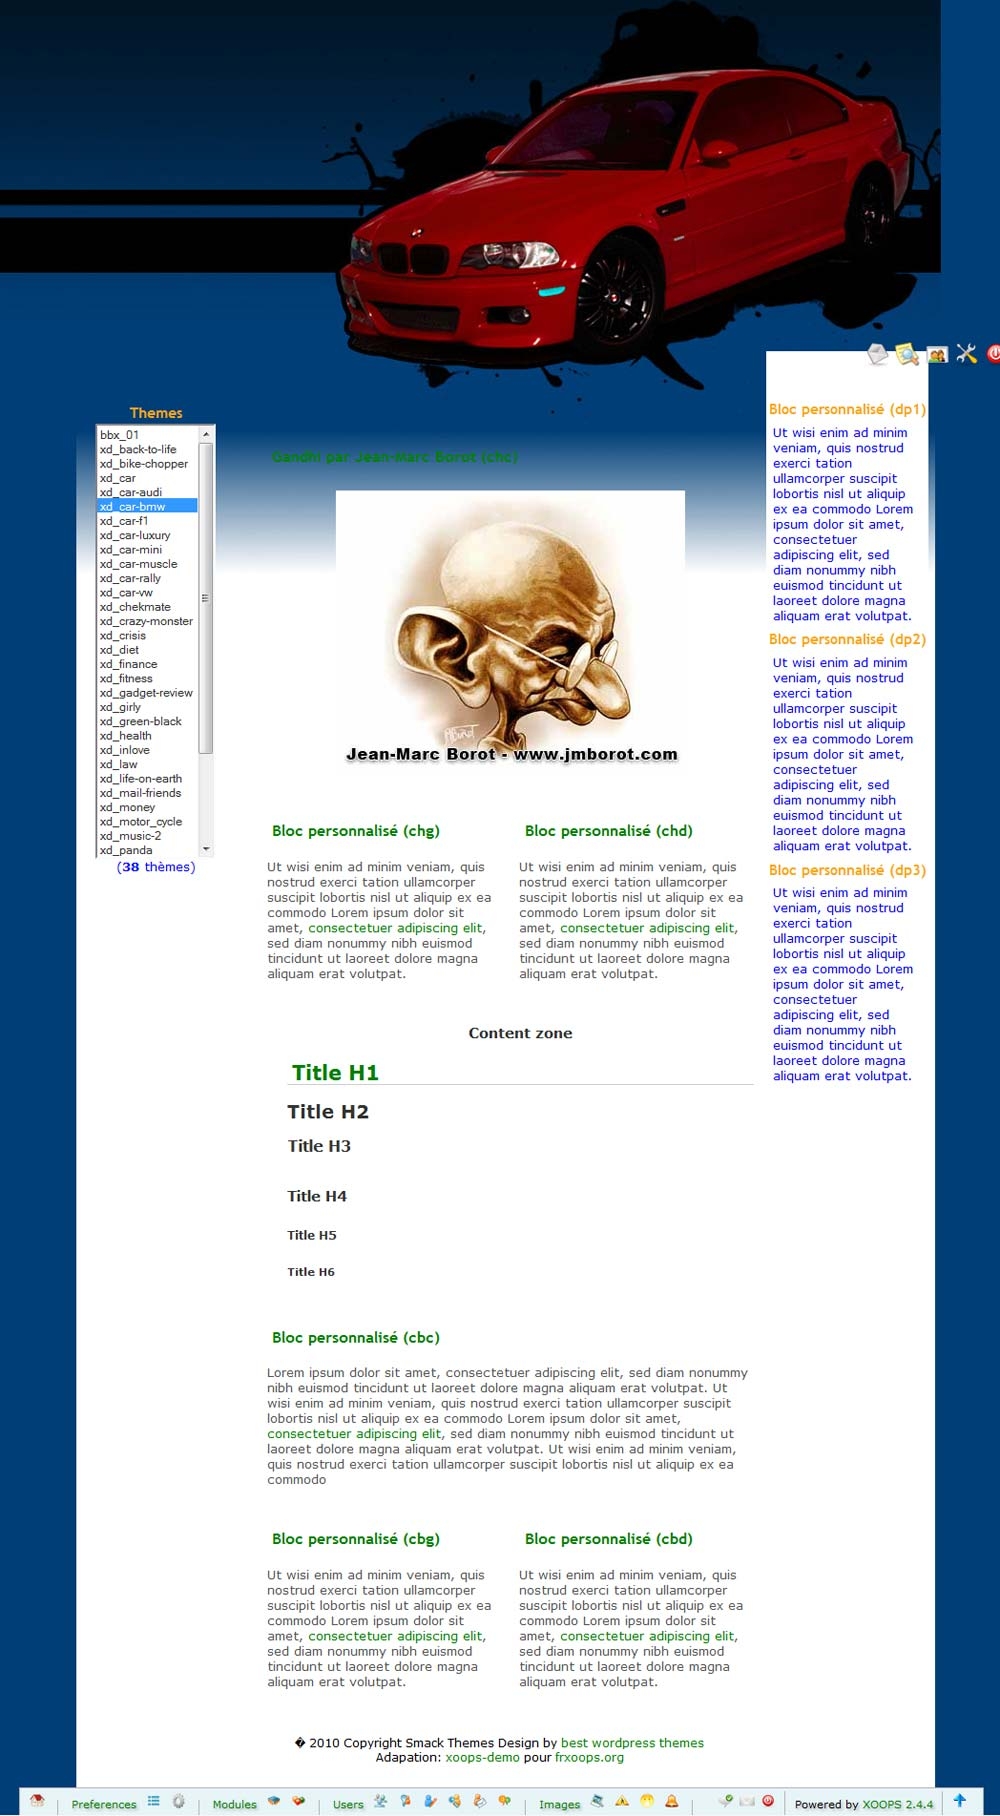 Themes
bbx_01
xd_back-to-life
xd_bike-chopper
xd_car
xd_car-audi
xd_car-bmw
xd_car-f1
xd_car-luxury
xd_car-mini
xd_car-muscle
xd_car-rally
xd_car-vw
xd_chekmate
xd_crazy-monster
xd_crisis
xd_diet
xd_finance
xd_fitness
xd_gadget-review
xd_girly
xd_green-black
xd_health
xd_inlove
xd_law
xd_life-on-earth
xd_mail-friends
xd_money
xd_motor_cycle
xd_music-2
xd_panda
(38 thèmes)
Gandhi par Jean-Marc Borot (chc)
Jean-Marc Borot - www.jmborot.com
Bloc personnalisé (chg)
Ut wisi enim ad minim veniam, quis
nostrud exerci tation ullamcorper
suscipit lobortis nisl ut aliquip ex ea
commodo Lorem ipsum dolor sit
amet, consectetuer adipiscing elit,
sed diam nonummy nibh euismod
tincidunt ut laoreet dolore magna
aliquam erat volutpat.
Bloc personnalisé (chd)
Ut wisi enim ad minim veniam, quis
nostrud exerci tation ullamcorper
suscipit lobortis nisl ut aliquip ex ea
commodo Lorem ipsum dolor sit
amet, consectetuer adipiscing elit,
sed diam nonummy nibh euismod
tincidunt ut laoreet dolore magna
aliquam erat volutpat.
Content zone
Title H1
Title H2
Title H3
Title H4
Title H5
Title H6
Bloc personnalisé (cbc)
Lorem ipsum dolor sit amet, consectetuer adipiscing elit, sed diam nonummy
nibh euismod tincidunt ut laoreet dolore magna aliquam erat volutpat. Ut
wisi enim ad minim veniam, quis nostrud exerci tation ullamcorper suscipit
lobortis nisl ut aliquip ex ea commodo Lorem ipsum dolor sit amet,
consectetuer adipiscing elit, sed diam nonummy nibh euismod tincidunt ut
laoreet dolore magna aliquam erat volutpat. Ut wisi enim ad minim veniam,
quis nostrud exerci tation ullamcorper suscipit lobortis nisl ut aliquip ex ea
commodo
Bloc personnalisé (cbg)
Ut wisi enim ad minim veniam, quis
nostrud exerci tation ullamcorper
suscipit lobortis nisl ut aliquip ex ea
commodo Lorem ipsum dolor sit
amet, consectetuer adipiscing elit,
sed diam nonummy nibh euismod
tincidunt ut laoreet dolore magna
aliquam erat volutpat.
Bloc personnalisé (cbd)
Ut wisi enim ad minim veniam, quis
nostrud exerci tation ullamcorper
suscipit lobortis nisl ut aliquip ex ea
commodo Lorem ipsum dolor sit
amet, consectetuer adipiscing elit,
sed diam nonummy nibh euismod
tincidunt ut laoreet dolore magna
aliquam erat volutpat.
Bloc personnalisé (dp1)
Ut wisi enim ad minim
veniam, quis nostrud
exerci tation
ullamcorper suscipit
lobortis nisl ut aliquip
ex ea commodo Lorem
ipsum dolor sit amet,
consectetuer
adipiscing elit, sed
diam nonummy nibh
euismod tincidunt ut
laoreet dolore magna
aliquam erat volutpat.
Bloc personnalisé (dp2)
Ut wisi enim ad minim
veniam, quis nostrud
exerci tation
ullamcorper suscipit
lobortis nisl ut aliquip
ex ea commodo Lorem
ipsum dolor sit amet,
consectetuer
adipiscing elit, sed
diam nonummy nibh
euismod tincidunt ut
laoreet dolore magna
aliquam erat volutpat.
Bloc personnalisé (dp3)
Ut wisi enim ad minim
veniam, quis nostrud
exerci tation
ullamcorper suscipit
lobortis nisl ut aliquip
ex ea commodo Lorem
ipsum dolor sit amet,
consectetuer
adipiscing elit, sed
diam nonummy nibh
euismod tincidunt ut
laoreet dolore magna
aliquam erat volutpat.
� 2010 Copyright Smack Themes Design by best wordpress themes
Adapation: xoops-demo pour frxoops.org
Preferences Modules Users Images Powered by XOOPS 2.4.4